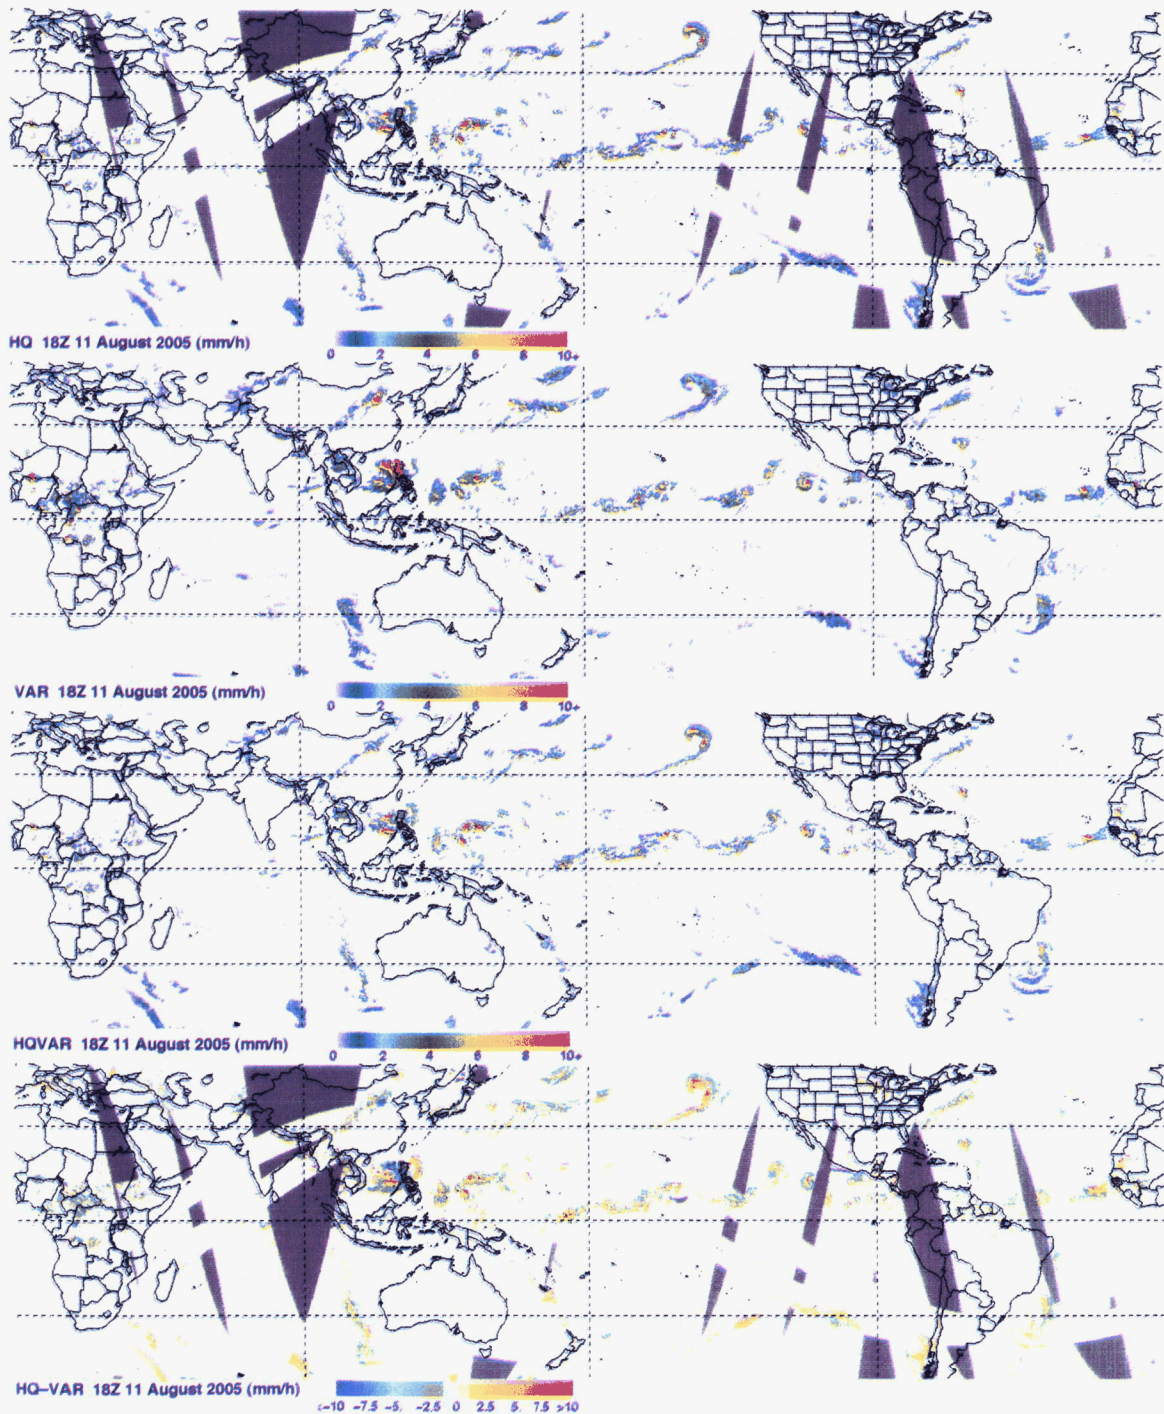 HQ 18Z 11 August 2005 (mm/h)
0 2 4 6 8 10+
VAR 18Z 11 August 2005 (mm/h)
0 2 4 6 8 10+
HQVAR 18Z 11 August 2005 (mm/h)
0 2 4 6 8 10+
HQ–VAR 18Z 11 August 2005 (mm/h)
<-10 -7.5 -5. -2.5 0 2.5 5. 7.5 >10